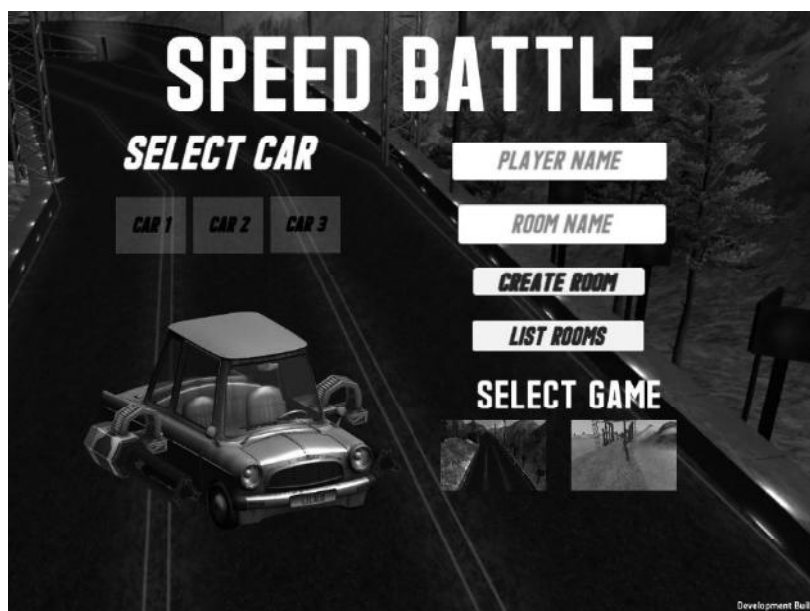 SPEED BATTLE
SELECT CAR
CAR 1
CAR 2
CAR 3
PLAYER NAME
ROOM NAME
CREATE ROOM
LIST ROOMS
SELECT GAME
Development Buil